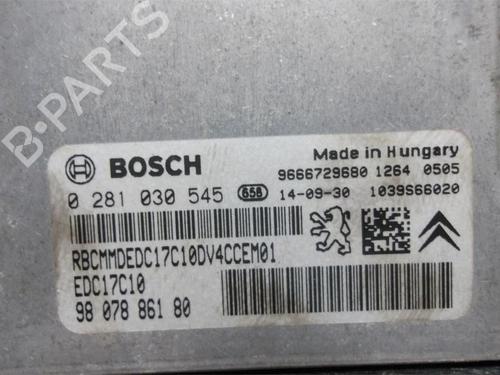 B-PARTS
BOSCH
Made in Hungary
9666729680 1264 0505
0 281 030 545 658 14-09-30 1039S66020
RBCMMDEDC17C10DV4CCEM01
EDC17C10
98 078 861 80